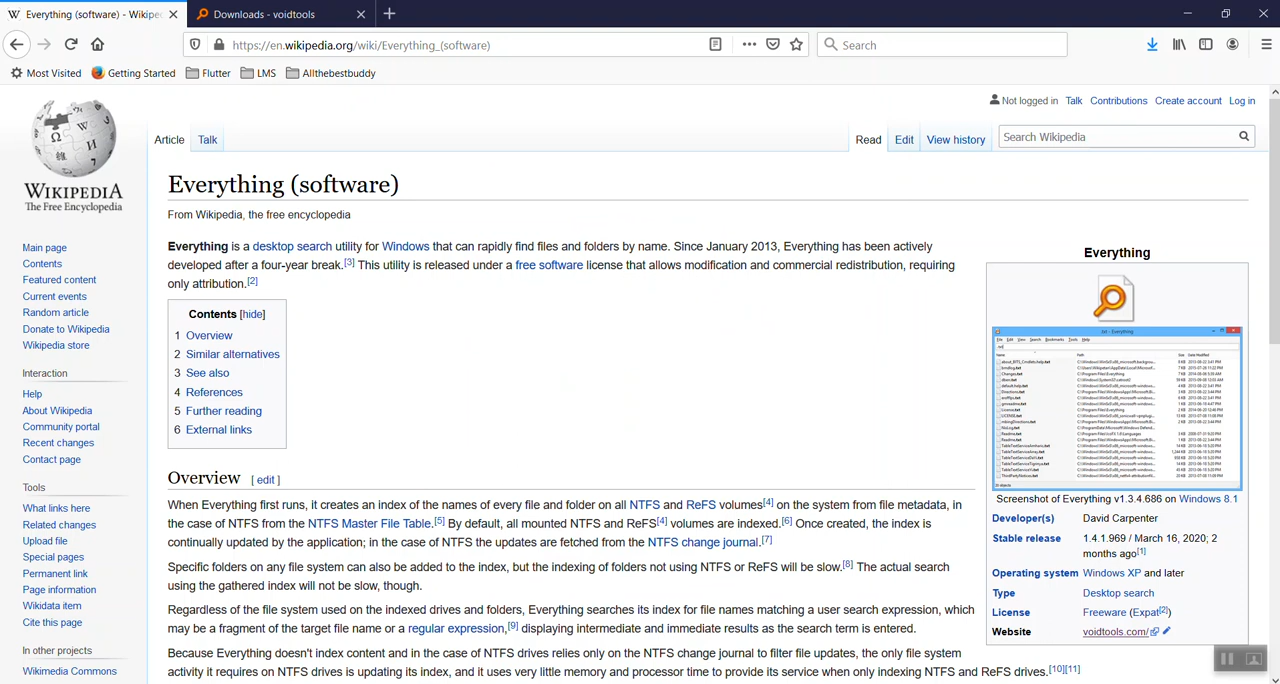 Everything (software) - Wikipe
Downloads - voidtools
https://en.wikipedia.org/wiki/Everything_(software)
Search
Most Visited
Getting Started
Flutter
LMS
Allthebestbuddy
Not logged in Talk Contributions Create account Log in
Article Talk
Read Edit View history
Search Wikipedia
WIKIPEDIA
The Free Encyclopedia
Main page
Contents
Featured content
Current events
Random article
Donate to Wikipedia
Wikipedia store
Interaction
Help
About Wikipedia
Community portal
Recent changes
Contact page
Tools
What links here
Related changes
Upload file
Special pages
Permanent link
Page information
Wikidata item
Cite this page
In other projects
Wikimedia Commons
Everything (software)
From Wikipedia, the free encyclopedia
Everything is a desktop search utility for Windows that can rapidly find files and folders by name. Since January 2013, Everything has been actively
developed after a four-year break.[3] This utility is released under a free software license that allows modification and commercial redistribution, requiring
only attribution.[2]
Contents [hide]
1 Overview
2 Similar alternatives
3 See also
4 References
5 Further reading
6 External links
Overview [ edit ]
When Everything first runs, it creates an index of the names of every file and folder on all NTFS and ReFS volumes[4] on the system from file metadata, in
the case of NTFS from the NTFS Master File Table.[5] By default, all mounted NTFS and ReFS[4] volumes are indexed.[6] Once created, the index is
continually updated by the application; in the case of NTFS the updates are fetched from the NTFS change journal.[7]
Specific folders on any file system can also be added to the index, but the indexing of folders not using NTFS or ReFS will be slow.[8] The actual search
using the gathered index will not be slow, though.
Regardless of the file system used on the indexed drives and folders, Everything searches its index for file names matching a user search expression, which
may be a fragment of the target file name or a regular expression,[9] displaying intermediate and immediate results as the search term is entered.
Because Everything doesn't index content and in the case of NTFS drives relies only on the NTFS change journal to filter file updates, the only file system
activity it requires on NTFS drives is updating its index, and it uses very little memory and processor time to provide its service when only indexing NTFS and ReFS drives.[10][11]
Everything
Screenshot of Everything v1.3.4.686 on Windows 8.1
Developer(s) David Carpenter
Stable release 1.4.1.969 / March 16, 2020; 2
months ago[1]
Operating system Windows XP and later
Type Desktop search
License Freeware (Expat[2])
Website voidtools.com/